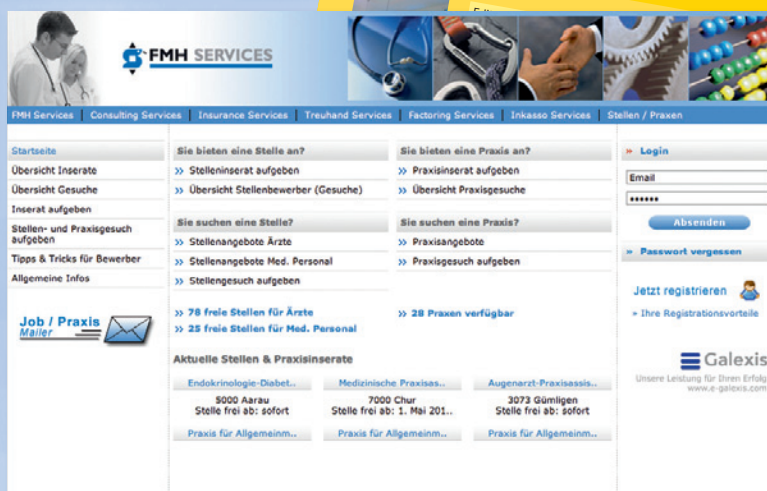 FMH SERVICES
FMH Services | Consulting Services | Insurance Services | Treuhand Services | Factoring Services | Inkasso Services | Stellen / Praxen
Startseite
Übersicht Inserate
Übersicht Gesuche
Inserat aufgeben
Stellen- und Praxisgesuch
aufgeben
Tipps & Tricks für Bewerber
Allgemeine Infos
Job / Praxis
Mailer
Sie bieten eine Stelle an?
» Stelleninserat aufgeben
» Übersicht Stellenbewerber (Gesuche)
Sie suchen eine Stelle?
» Stellenangebote Ärzte
» Stellenangebote Med. Personal
» Stellengesuch aufgeben
» 78 freie Stellen für Ärzte
» 25 freie Stellen für Med. Personal
Sie bieten eine Praxis an?
» Praxisinserat aufgeben
» Übersicht Praxisgesuche
Sie suchen eine Praxis?
» Praxisangebote
» Praxisgesuch aufgeben
» 28 Praxen verfügbar
Aktuelle Stellen & Praxisinserate
Endokrinologie-Diabet..
5000 Aarau
Stelle frei ab: sofort
Praxis für Allgemeinm..
Medizinische Praxisas..
7000 Chur
Stelle frei ab: 1. Mai 201..
Praxis für Allgemeinm..
Augenarzt-Praxisassis..
3073 Gümligen
Stelle frei ab: sofort
Praxis für Allgemeinm..
» Login
Email
******
Absenden
» Passwort vergessen
Jetzt registrieren
» Ihre Registrationsvorteile
Galexis
Unsere Leistung für Ihren Erfolg
www.e-galexis.com